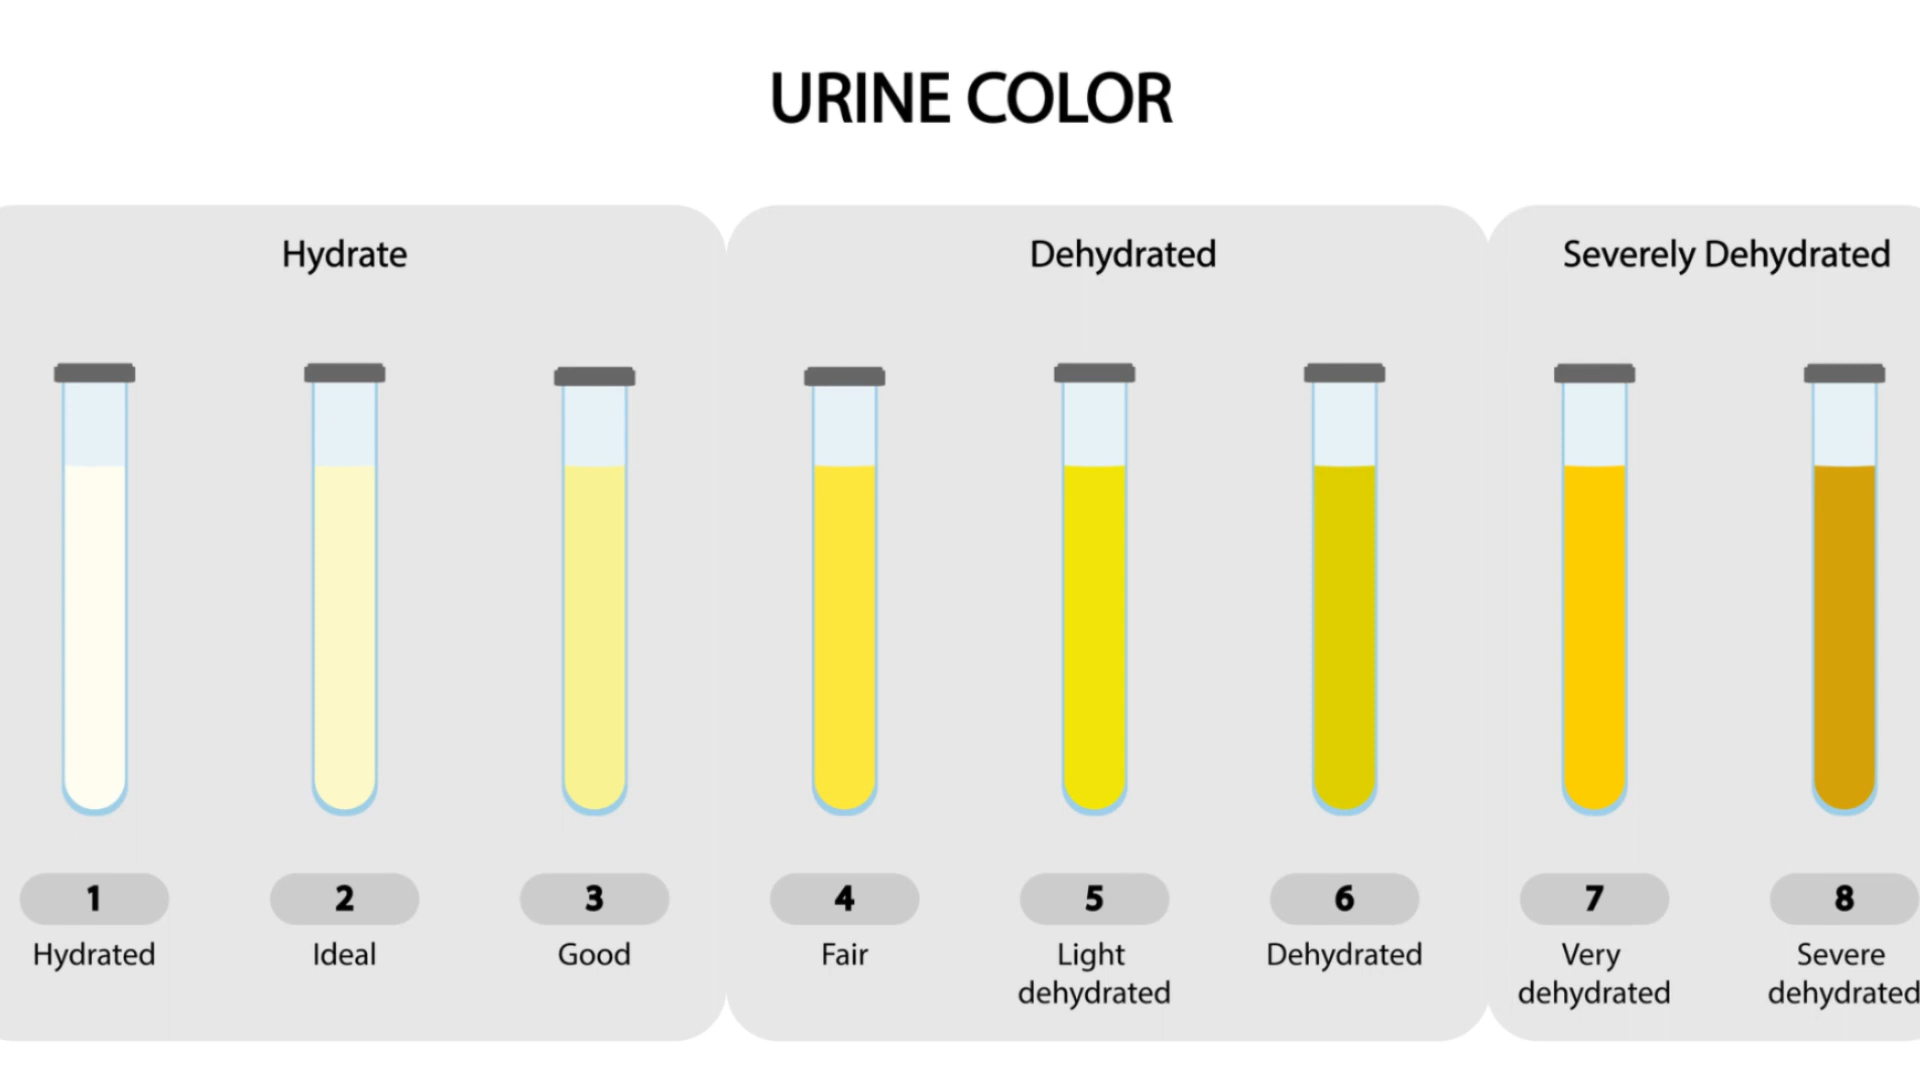 URINE COLOR
Hydrate
1
Hydrated
2
Ideal
3
Good
Dehydrated
4
Fair
5
Light
dehydrated
6
Dehydrated
Severely Dehydrated
7
Very
dehydrated
8
Severe
dehydrated